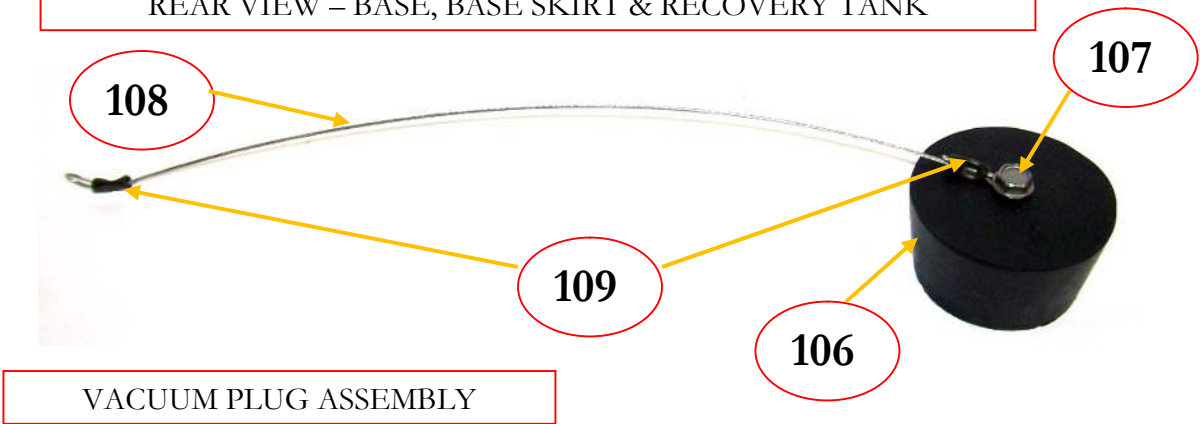 REAR VIEW – BASE, BASE SKIRT & RECOVERY TANK
107
108
109
106
VACUUM PLUG ASSEMBLY